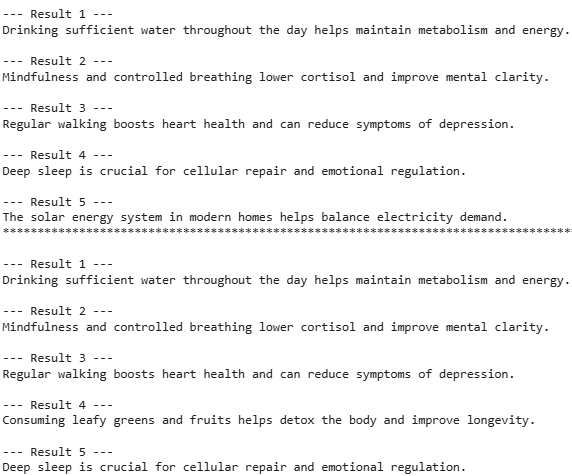 --- Result 1 ---
Drinking sufficient water throughout the day helps maintain metabolism and energy.
--- Result 2 ---
Mindfulness and controlled breathing lower cortisol and improve mental clarity.
--- Result 3 ---
Regular walking boosts heart health and can reduce symptoms of depression.
--- Result 4 ---
Deep sleep is crucial for cellular repair and emotional regulation.
--- Result 5 ---
The solar energy system in modern homes helps balance electricity demand.
**********************************************************************************
--- Result 1 ---
Drinking sufficient water throughout the day helps maintain metabolism and energy.
--- Result 2 ---
Mindfulness and controlled breathing lower cortisol and improve mental clarity.
--- Result 3 ---
Regular walking boosts heart health and can reduce symptoms of depression.
--- Result 4 ---
Consuming leafy greens and fruits helps detox the body and improve longevity.
--- Result 5 ---
Deep sleep is crucial for cellular repair and emotional regulation.